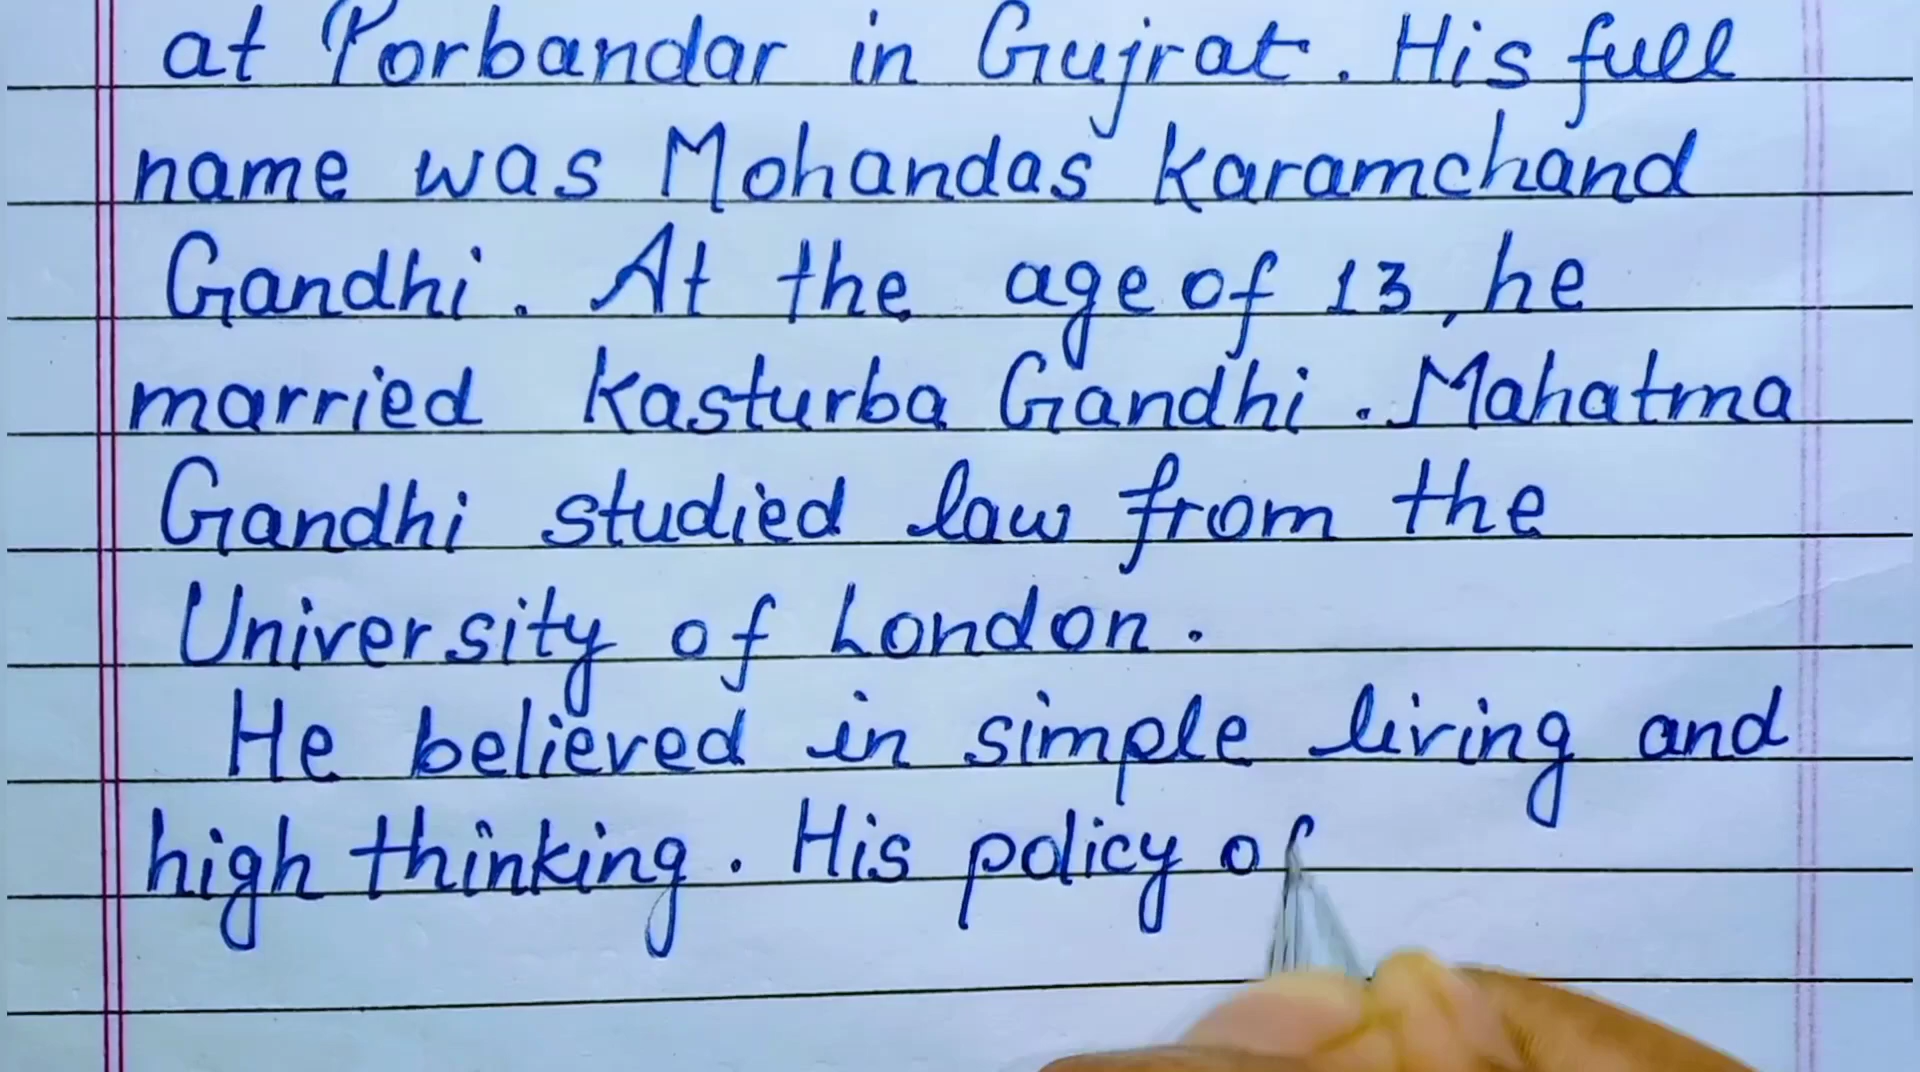 at Porbandar in Gujrat. His full
name was Mohandas Karamchand
Gandhi. At the age of 13, he
married Kasturba Gandhi. Mahatma
Gandhi studied law from the
University of London.
He believed in simple living and
high thinking. His policy of